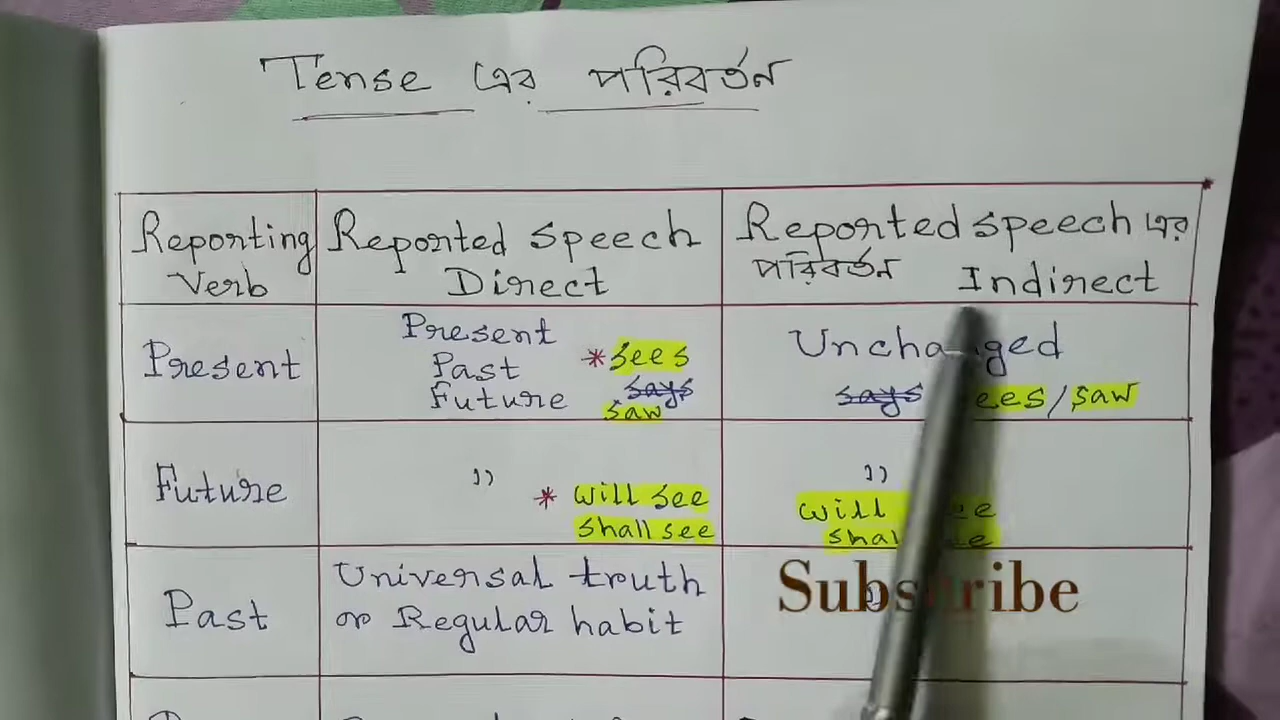 Tense এর পরিবর্তন
Reporting
Verb
Reported Speech
Direct
Reported Speech এর
পরিবর্তন Indirect
Present
Present
Past
Future
*sees
says
saw
Unchanged
says sees/saw
Future
,,
* will see
shall see
,,
will
shall
Past
Universal truth
or Regular habit
Subscribe